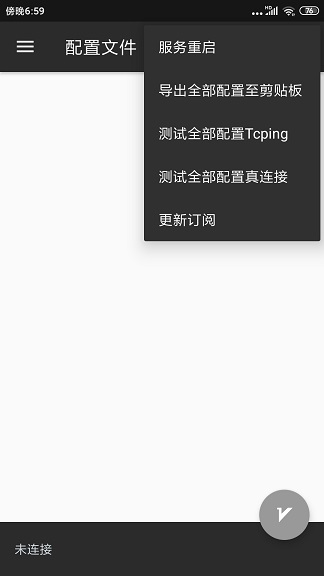 傍晚6:59
HD
76
配置文件
服务重启
导出全部配置至剪贴板
测试全部配置Tcping
测试全部配置真连接
更新订阅
未连接